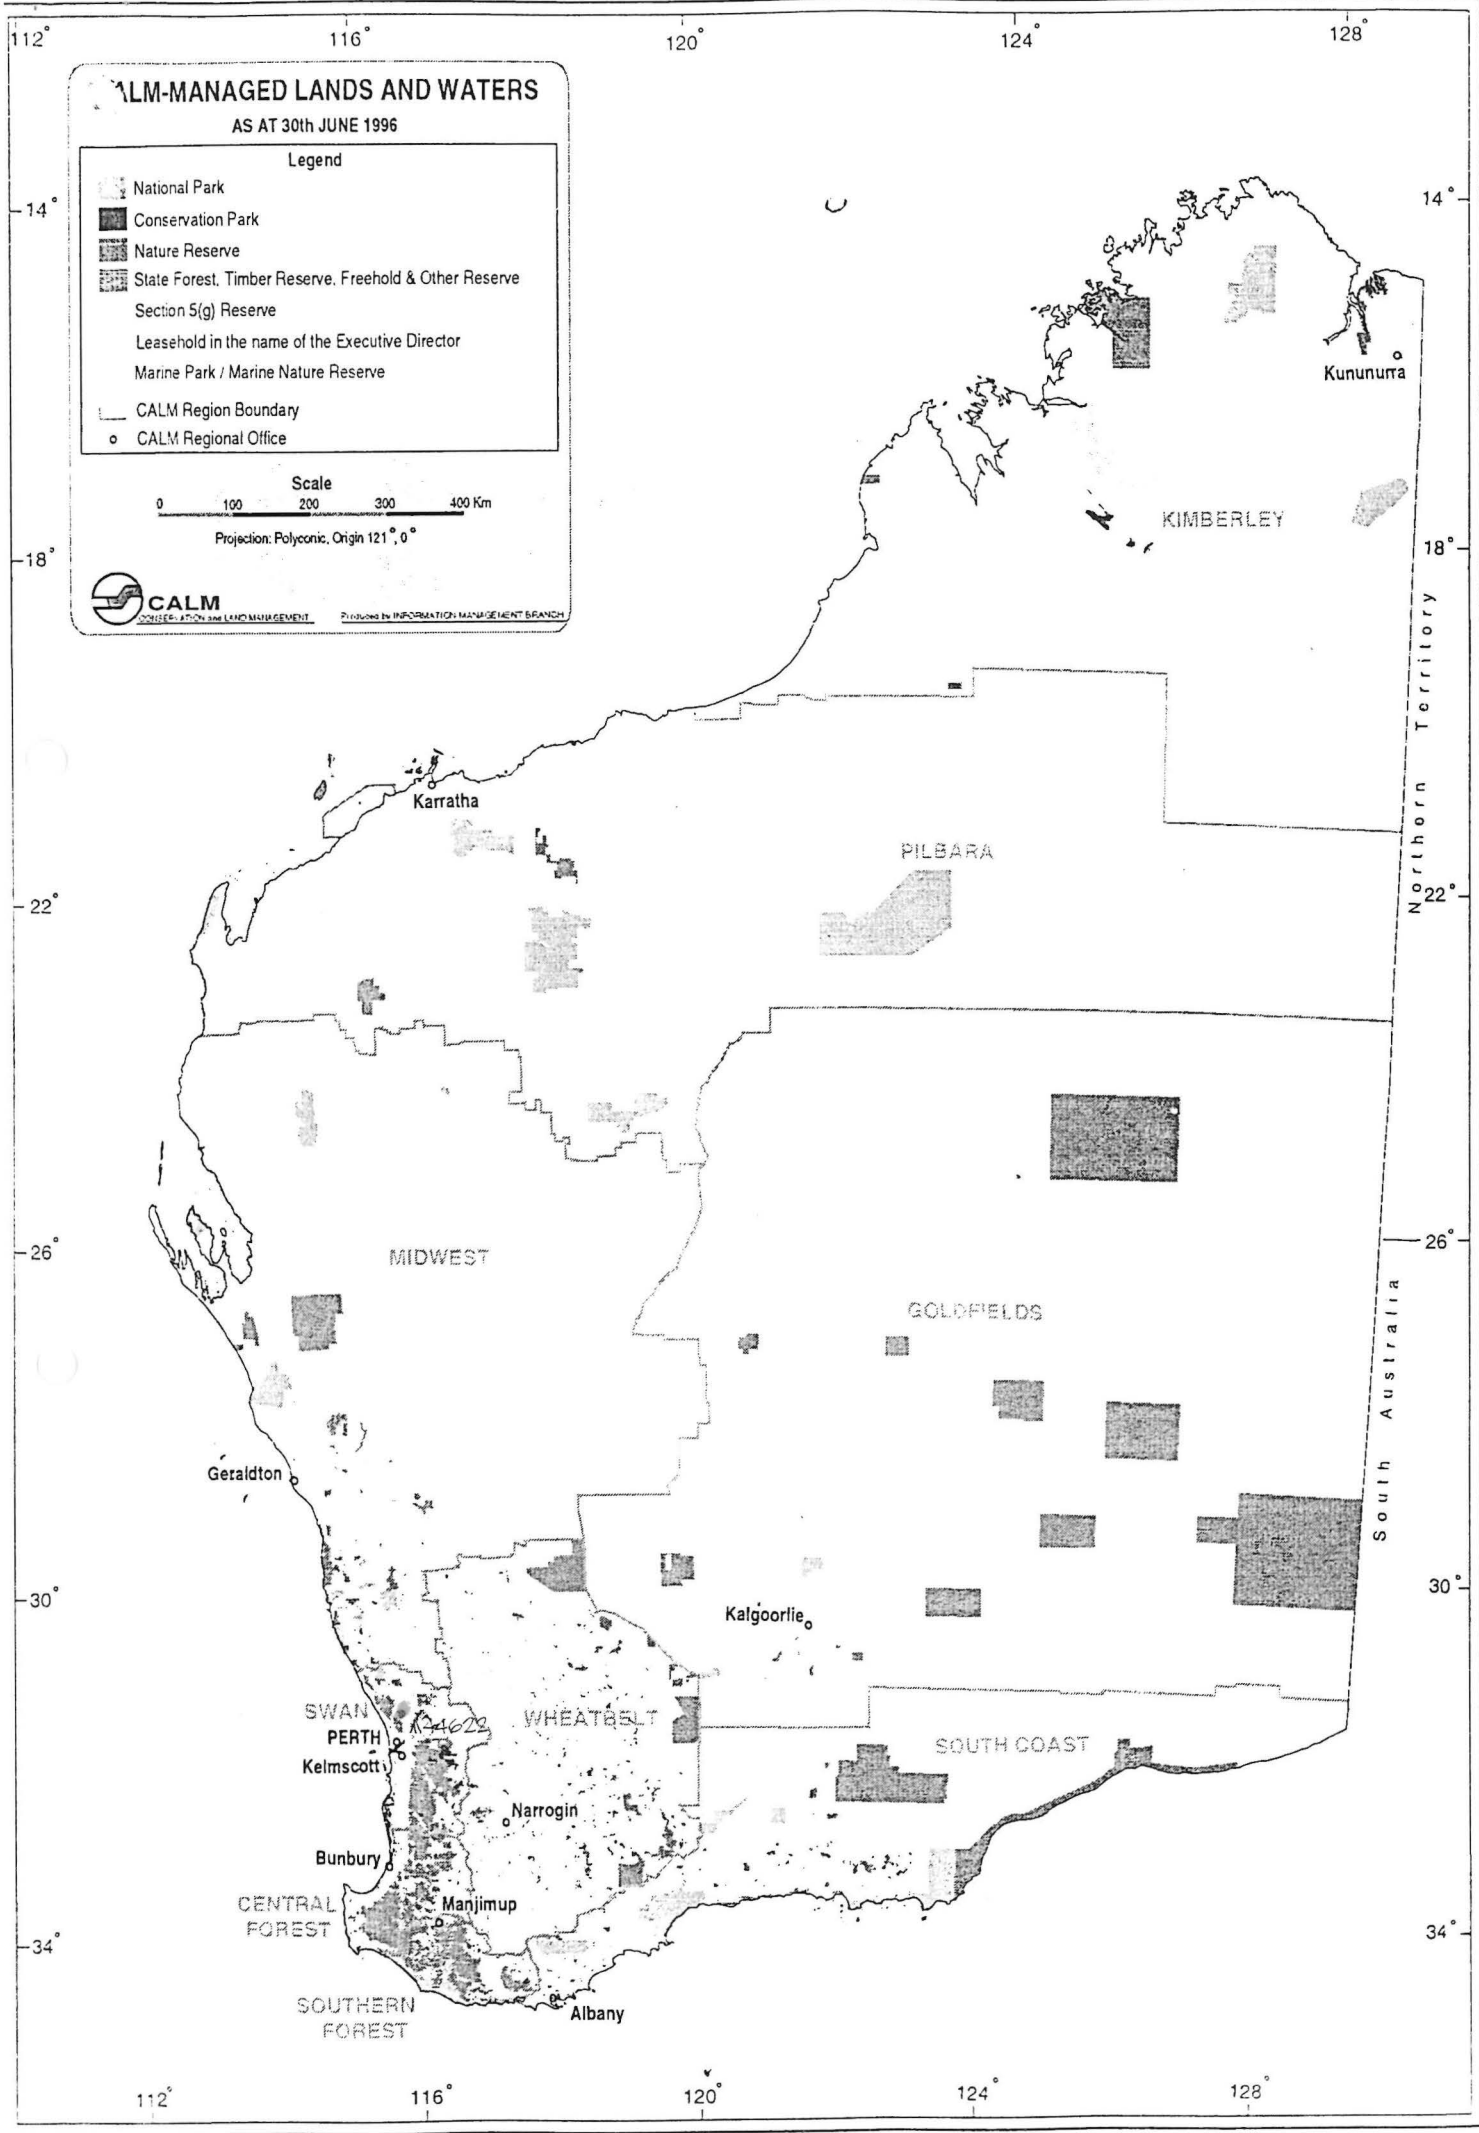 112° 116° 120° 124° 128°
ALM-MANAGED LANDS AND WATERS
AS AT 30th JUNE 1996
Legend
National Park
Conservation Park
Nature Reserve
State Forest, Timber Reserve, Freehold & Other Reserve
Section 5(g) Reserve
Leasehold in the name of the Executive Director
Marine Park / Marine Nature Reserve
CALM Region Boundary
CALM Regional Office
Scale
0 100 200 300 400 Km
Projection: Polyconic, Origin 121°, 0°
CALM
CONSERVATION and LAND MANAGEMENT
Produced by INFORMATION MANAGEMENT BRANCH
14° 14°
Kununurra
KIMBERLEY
18° 18°
Northern Territory
Karratha
PILBARA
22° 22°
26° 26°
MIDWEST
GOLDFIELDS
South Australia
Geraldton
30° 30°
Kalgoorlie
SWAN
A24622
WHEATBELT
PERTH
SOUTH COAST
Kelmscott
Narrogin
Bunbury
CENTRAL
FOREST
Manjimup
34° 34°
SOUTHERN
FOREST
Albany
112° 116° 120° 124° 128°